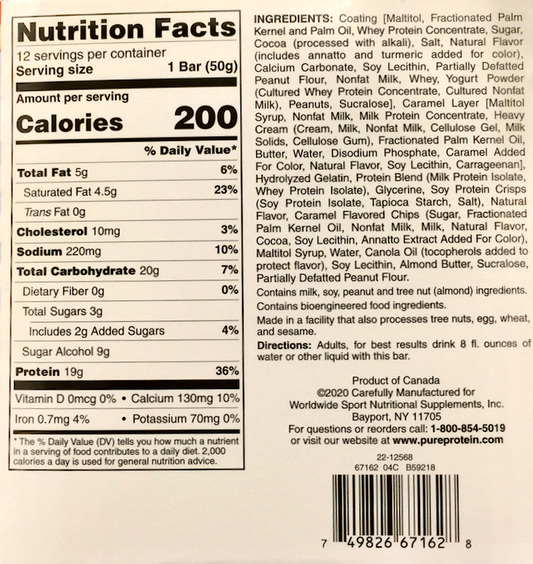 Nutrition Facts
12 servings per container
Serving size 1 Bar (50g)
Amount per serving
Calories 200
% Daily Value*
Total Fat 5g 6%
Saturated Fat 4.5g 23%
Trans Fat 0g
Cholesterol 10mg 3%
Sodium 220mg 10%
Total Carbohydrate 20g 7%
Dietary Fiber 0g 0%
Total Sugars 3g
Includes 2g Added Sugars 4%
Sugar Alcohol 9g
Protein 19g 36%
Vitamin D 0mcg 0% • Calcium 130mg 10%
Iron 0.7mg 4% • Potassium 70mg 0%
* The % Daily Value (DV) tells you how much a nutrient
in a serving of food contributes to a daily diet. 2,000
calories a day is used for general nutrition advice.
INGREDIENTS: Coating [Maltitol, Fractionated Palm
Kernel and Palm Oil, Whey Protein Concentrate, Sugar,
Cocoa (processed with alkali), Salt, Natural Flavor
(includes annatto and turmeric added for color),
Calcium Carbonate, Soy Lecithin, Partially Defatted
Peanut Flour, Nonfat Milk, Whey, Yogurt Powder
(Cultured Whey Protein Concentrate, Cultured Nonfat
Milk), Peanuts, Sucralose], Caramel Layer [Maltitol
Syrup, Nonfat Milk, Milk Protein Concentrate, Heavy
Cream (Cream, Milk, Nonfat Milk, Cellulose Gel, Milk
Solids, Cellulose Gum), Fractionated Palm Kernel Oil,
Butter, Water, Disodium Phosphate, Caramel Added
For Color, Natural Flavor, Soy Lecithin, Carrageenan],
Hydrolyzed Gelatin, Protein Blend (Milk Protein Isolate,
Whey Protein Isolate), Glycerine, Soy Protein Crisps
(Soy Protein Isolate, Tapioca Starch, Salt), Natural
Flavor, Caramel Flavored Chips (Sugar, Fractionated
Palm Kernel Oil, Nonfat Milk, Milk, Natural Flavor,
Cocoa, Soy Lecithin, Annatto Extract Added For Color),
Maltitol Syrup, Water, Canola Oil (tocopherols added to
protect flavor), Soy Lecithin, Almond Butter, Sucralose,
Partially Defatted Peanut Flour.
Contains milk, soy, peanut and tree nut (almond) ingredients.
Contains bioengineered food ingredients.
Made in a facility that also processes tree nuts, egg, wheat,
and sesame.
Directions: Adults, for best results drink 8 fl. ounces of
water or other liquid with this bar.
Product of Canada
©2020 Carefully Manufactured for
Worldwide Sport Nutritional Supplements, Inc.
Bayport, NY 11705
For questions or reorders call: 1-800-854-5019
or visit our website at www.pureprotein.com
22-12568
67162 04C B59218
7 49826 67162 8